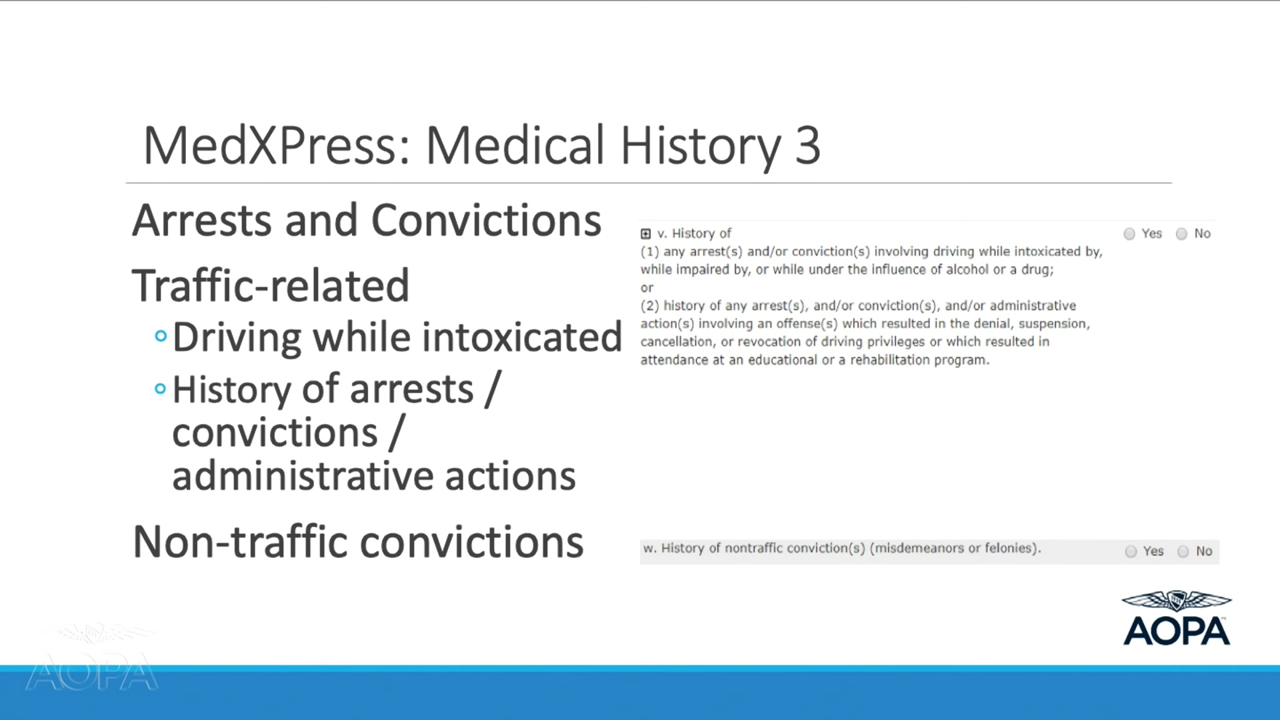 MedXPress: Medical History 3
Arrests and Convictions
Traffic-related
Driving while intoxicated
History of arrests /
convictions /
administrative actions
Non-traffic convictions
v. History of Yes No
(1) any arrest(s) and/or conviction(s) involving driving while intoxicated by,
while impaired by, or while under the influence of alcohol or a drug;
or
(2) history of any arrest(s), and/or conviction(s), and/or administrative
action(s) involving an offense(s) which resulted in the denial, suspension,
cancellation, or revocation of driving privileges or which resulted in
attendance at an educational or a rehabilitation program.
w. History of nontraffic conviction(s) (misdemeanors or felonies). Yes No
AOPA
AOPA